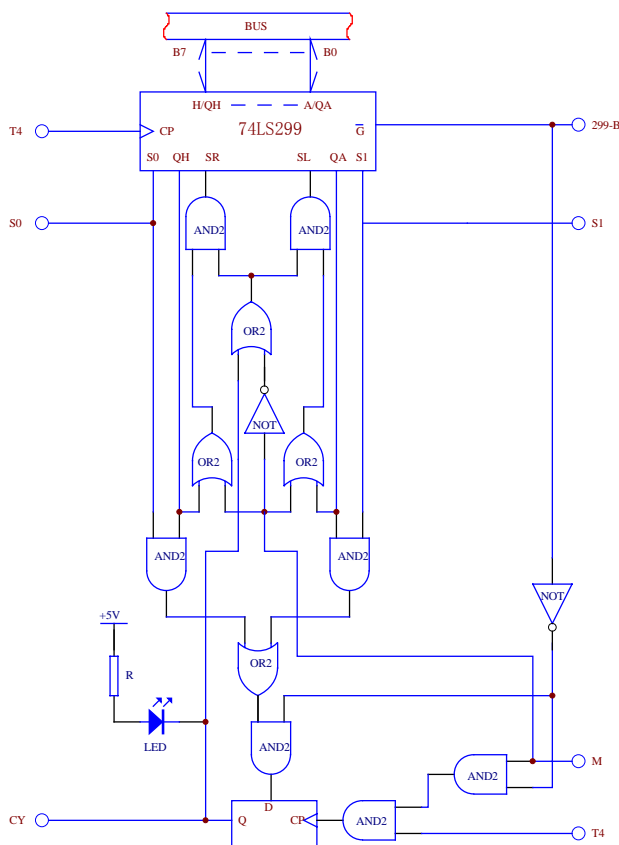 BUS
B7 B0
H/QH A/QA
T4 CP 74LS299 G 299-B
S0 QH SR SL QA S1
S0 AND2 AND2 S1
OR2
NOT
OR2 OR2
AND2 AND2
NOT
+5V
OR2
R
AND2
LED
M
AND2
D
CY Q CP AND2 T4